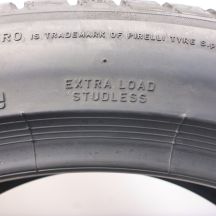 RO IS TRADEMARK OF PIRELLI TYRE S.p
EXTRA LOAD
STUDLESS